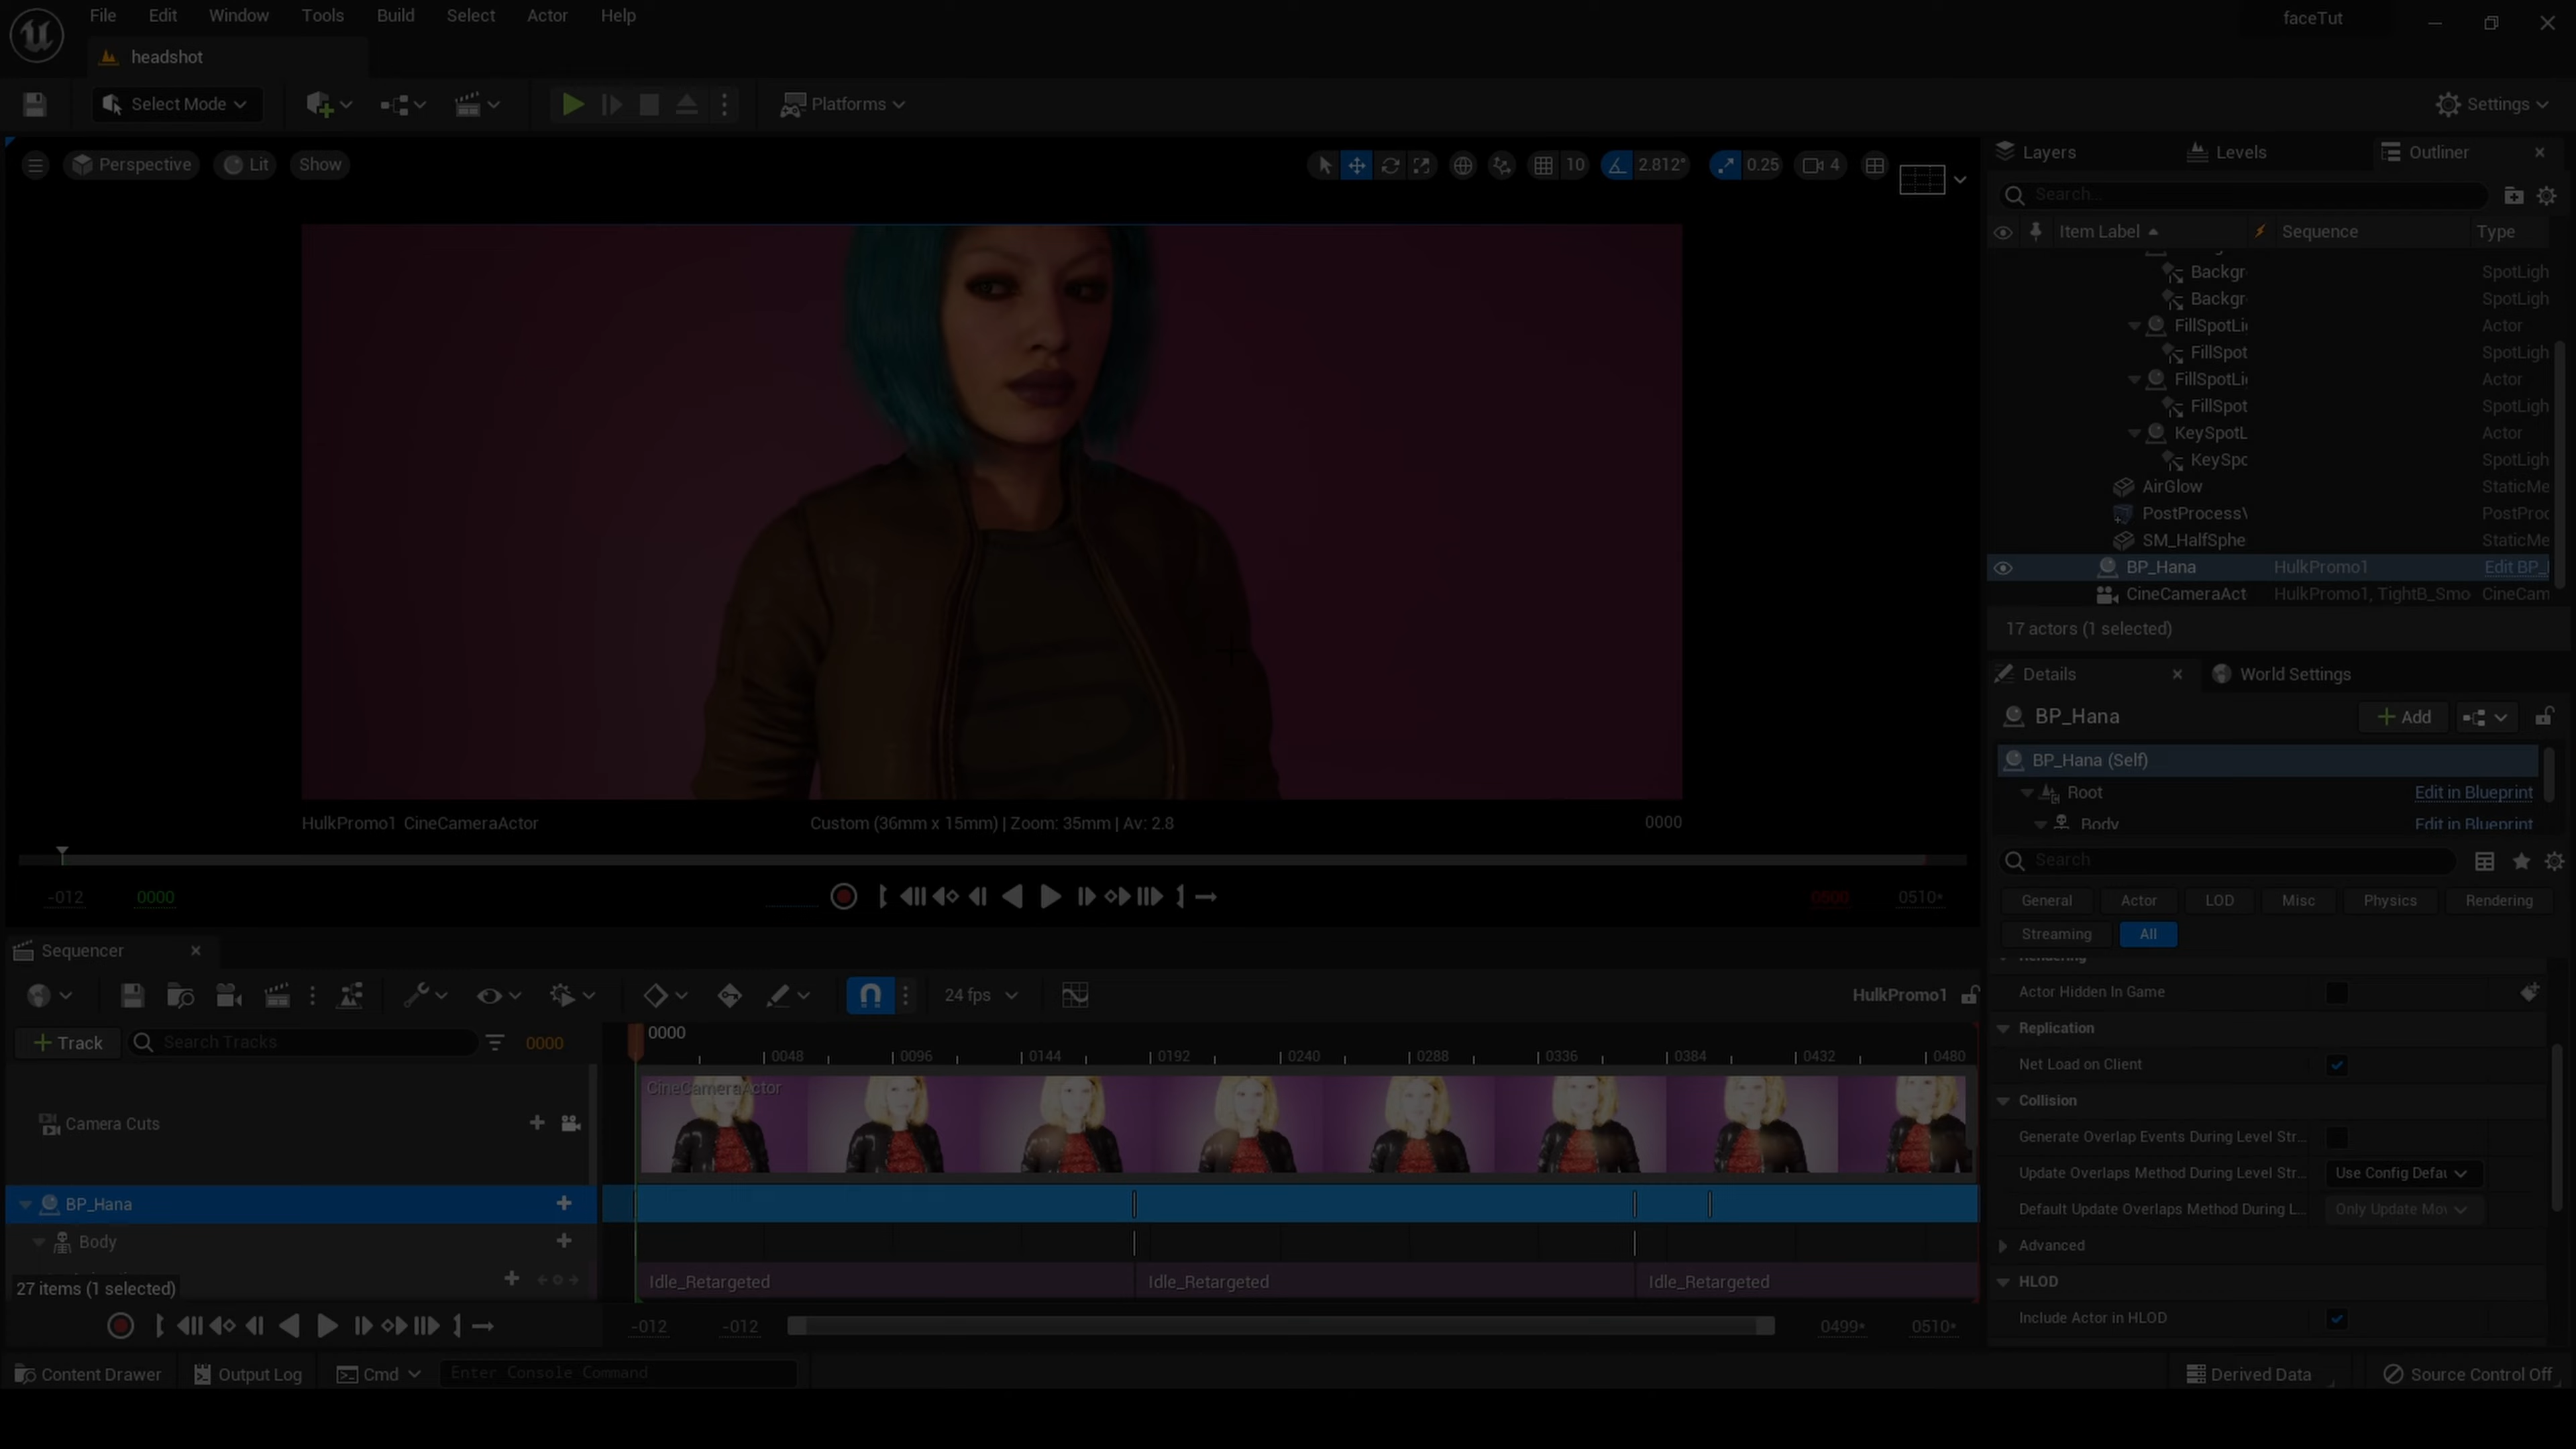 File Edit Window Tools Build Select Actor Help
faceTut
headshot
Select Mode
Platforms
Settings
Perspective
Lit
Show
10
2.812°
0.25
4
Layers
Levels
Outliner
Search...
Item Label
Sequence
Type
Backgr
SpotLigh
Backgr
SpotLigh
FillSpotLi
Actor
FillSpot
SpotLigh
FillSpotLi
Actor
FillSpot
SpotLigh
KeySpotL
Actor
KeySpo
SpotLigh
AirGlow
StaticMe
PostProcessV
PostProc
SM_HalfSphe
StaticMe
BP_Hana
HulkPromo1
Edit BP_
CineCameraAct
HulkPromo1, TightB_Smo
CineCam
17 actors (1 selected)
HulkPromo1 CineCameraActor
Custom (36mm x 15mm) | Zoom: 35mm | Av: 2.8
0000
-012
0000
0500
0510*
Details
World Settings
BP_Hana
Add
BP_Hana (Self)
Root
Edit in Blueprint
Body
Edit in Blueprint
Search
General
Actor
LOD
Misc
Physics
Rendering
Streaming
All
Rendering
Actor Hidden In Game
Replication
Net Load on Client
Collision
Generate Overlap Events During Level Str...
Update Overlaps Method During Level Str...
Use Config Defau
Default Update Overlaps Method During L...
Only Update Mov
Advanced
HLOD
Include Actor in HLOD
Sequencer
24 fps
HulkPromo1
Track
Search Tracks
0000
0000
0048
0096
0144
0192
0240
0288
0336
0384
0432
0480
Camera Cuts
CineCameraActor
BP_Hana
Body
27 items (1 selected)
Idle_Retargeted
Idle_Retargeted
Idle_Retargeted
-012
-012
0499*
0510*
Content Drawer
Output Log
Cmd
Enter Console Command
Derived Data
Source Control Off